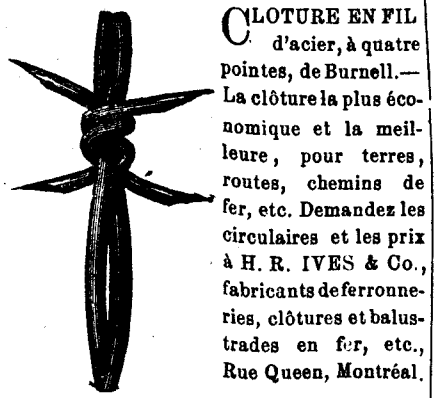 CLOTURE EN FIL
d'acier, à quatre
pointes, de Burnell.—
La clôture la plus éco-
nomique et la meil-
leure, pour terres,
routes, chemins de
fer, etc. Demandez les
circulaires et les prix
à H. R. IVES & Co.,
fabricants de ferronne-
ries, clôtures et balus-
trades en fer, etc.,
Rue Queen, Montréal.